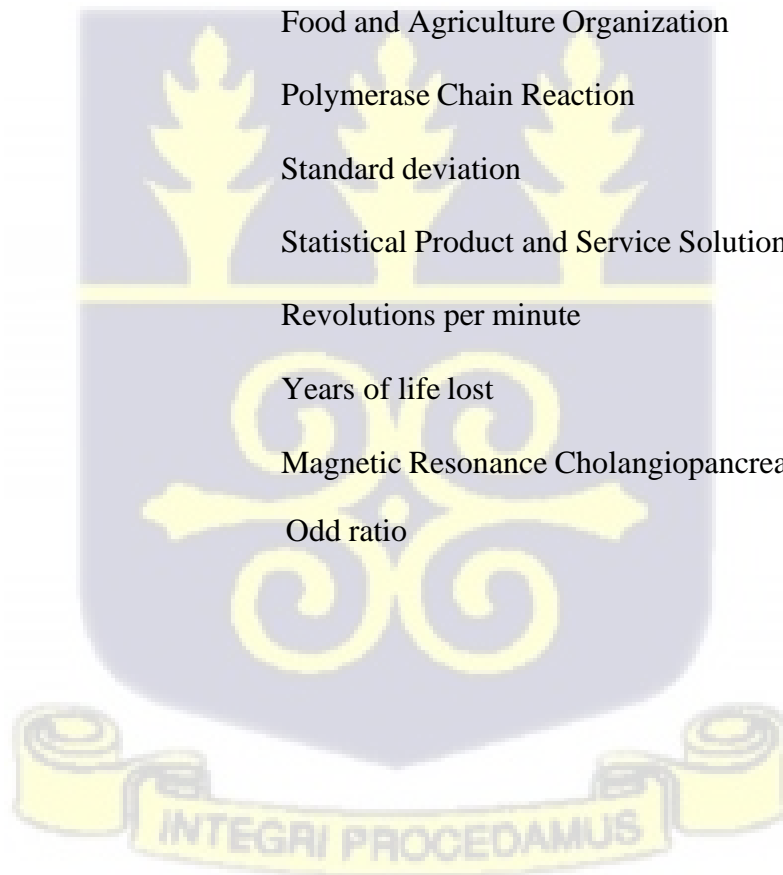 Food and Agriculture Organization
Polymerase Chain Reaction
Standard deviation
Statistical Product and Service Solution
Revolutions per minute
Years of life lost
Magnetic Resonance Cholangiopancrea
Odd ratio
INTEGRI PROCEDAMUS